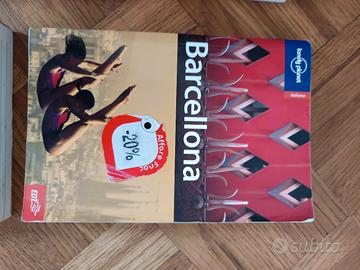 Barcellona
lonely planet
Italiano
-20%
Affare Fnac
EDT
subito